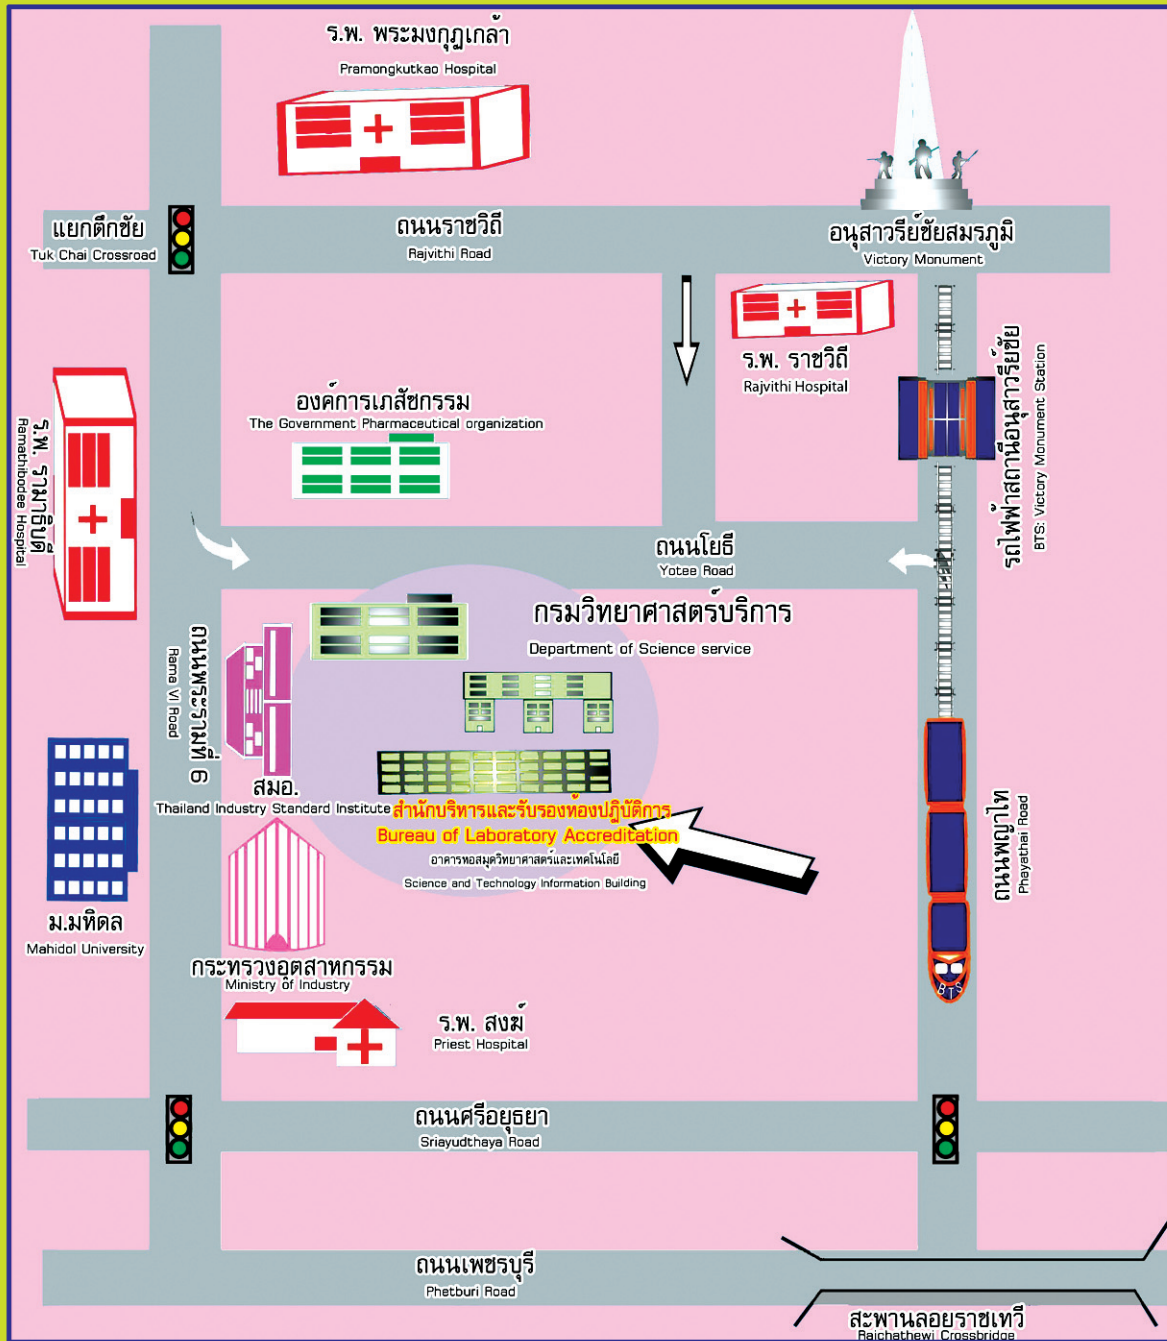 ร.พ. พระมงกุฎเกล้า
Pramongkutkao Hospital
แยกตึกชัย
Tuk Chai Crossroad
ถนนราชวิถี
Rajvithi Road
อนุสาวรีย์ชัยสมรภูมิ
Victory Monument
ร.พ. ราชวิถี
Rajvithi Hospital
รถไฟฟ้าสถานีอนุสาวรีย์ชัย
BTS: Victory Monument Station
องค์การเภสัชกรรม
The Government Pharmaceutical organization
ร.พ. รามาธิบดี
Ramathibodee Hospital
ถนนโยธี
Yotee Road
กรมวิทยาศาสตร์บริการ
Department of Science service
ถนนพระรามที่ 6
Rama VI Road
สมอ.
Thailand Industry Standard Institute
สำนักบริหารและรับรองห้องปฏิบัติการ
Bureau of Laboratory Accreditation
อาคารหอสมุดวิทยาศาสตร์และเทคโนโลยี
Science and Technology Information Building
ถนนพญาไท
Phayathai Road
ม.มหิดล
Mahidol University
กระทรวงอุตสาหกรรม
Ministry of Industry
BTS
ร.พ. สงฆ์
Priest Hospital
ถนนศรีอยุธยา
Sriayudthaya Road
ถนนเพชรบุรี
Phetburi Road
สะพานลอยราชเทวี
Rajchathewi Crossbridge